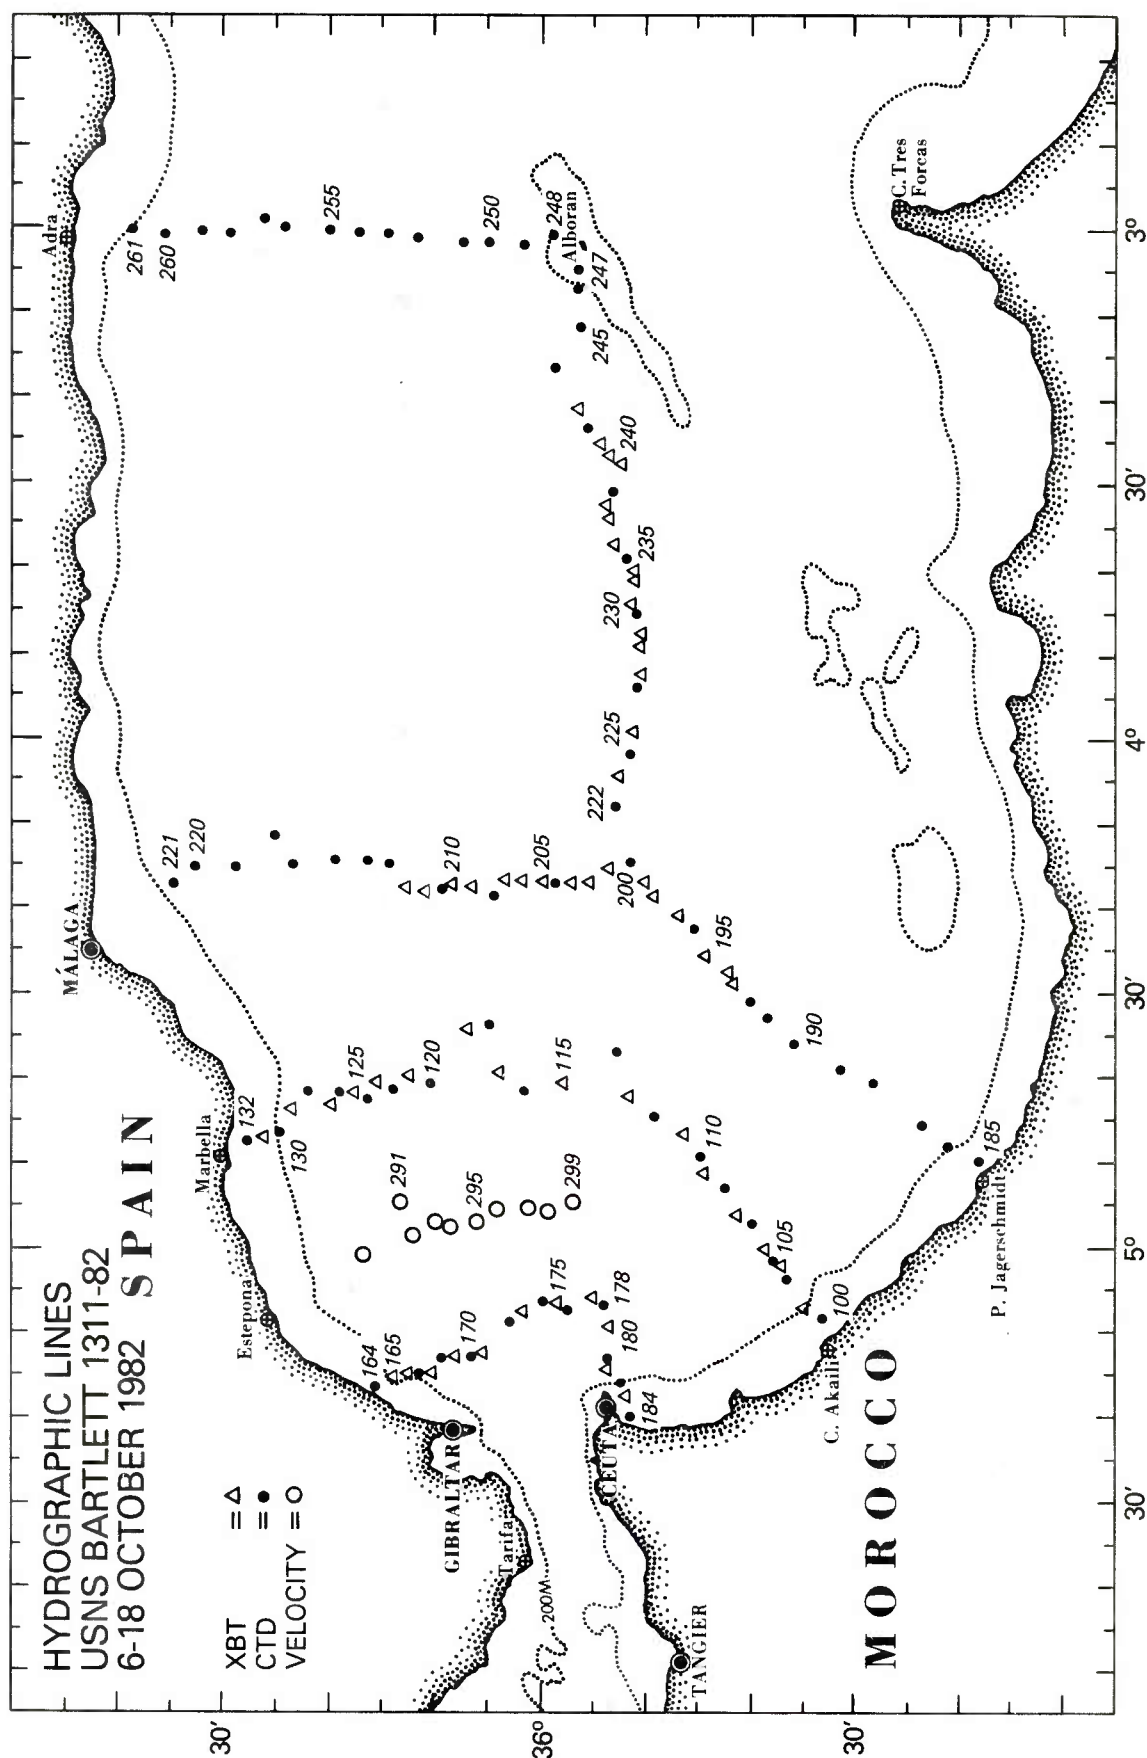 HYDROGRAPHIC LINES
USNS BARTLETT 1311-82
6-18 OCTOBER 1982
SPAIN
XBT = △
CTD = ●
VELOCITY = ○
MÁLAGA
Adra
Marbella
Estepona
GIBRALTAR
Tarifa
200M
CEUTA
TANGIER
MOROCCO
C. Akaili
P. Jagerschmidt
C. Tres
Forcas
Alboran
261
260
255
250
248
247
245
240
235
230
225
222
221
220
210
205
200
195
190
185
132
130
125
120
115
110
105
100
291
295
299
164
165
170
175
178
180
184
30'
36°
30'
30'
5°
30'
4°
30'
3°